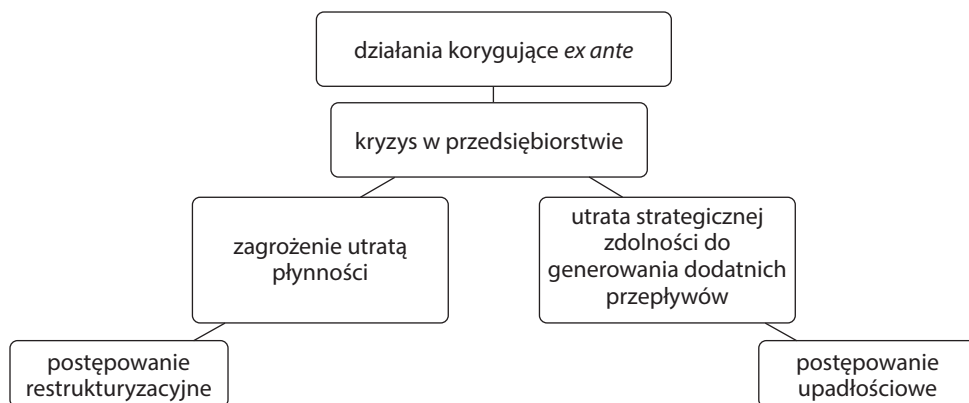 działania korygujące ex ante
kryzys w przedsiębiorstwie
zagrożenie utratą
płynności
utrata strategicznej
zdolności do
generowania dodatnich
przepływów
postępowanie
restrukturyzacyjne
postępowanie
upadłościowe